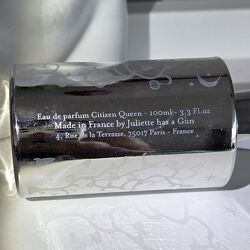 Eau de parfum Citizen Queen - 100ml- 3,3 Fl.oz
Made in France by Juliette has a Gun
4, Rue de la Terrasse, 75017 Paris - France